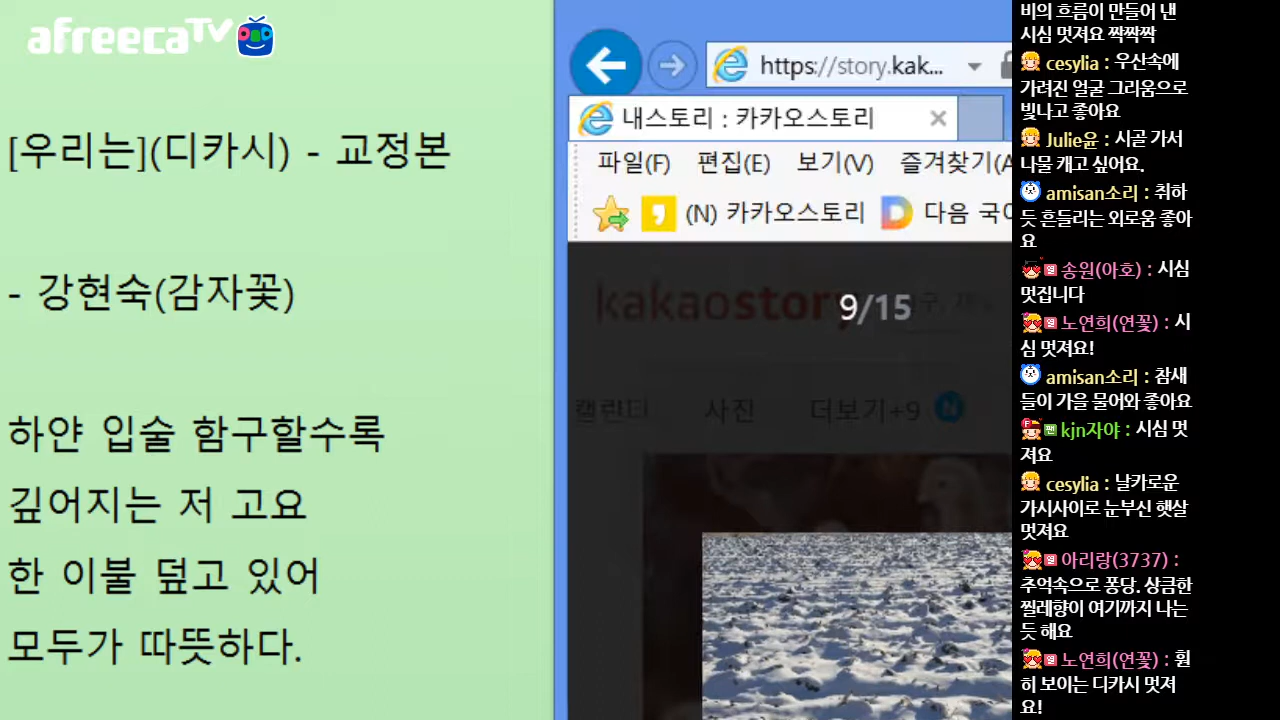 afreecaTV
[우리는](디카시) - 교정본
- 강현숙(감자꽃)
하얀 입술 함구할수록
깊어지는 저 고요
한 이불 덮고 있어
모두가 따뜻하다.
https://story.kak...
내스토리 : 카카오스토리
파일(F) 편집(E) 보기(V) 즐겨찾기(A
(N) 카카오스토리 다음 국어
kakaostory
9/15
캘린더 사진 더보기+9 N
비의 흐름이 만들어 낸
시심 멋져요 짝짝짝
cesylia : 우산속에
가려진 얼굴 그리움으로
빛나고 좋아요
Julie윤 : 시골 가서
나물 캐고 싶어요.
amisan소리 : 취하
듯 흔들리는 외로움 좋아
요
송원(아호) : 시심
멋집니다
노연희(연꽃) : 시
심 멋져요!
amisan소리 : 참새
들이 가을 물어와 좋아요
kjn자야 : 시심 멋
져요
cesylia : 날카로운
가시사이로 눈부신 햇살
멋져요
아리랑(3737) :
추억속으로 퐁당. 상큼한
찔레향이 여기까지 나는
듯 해요
노연희(연꽃) : 훤
히 보이는 디카시 멋져
요!